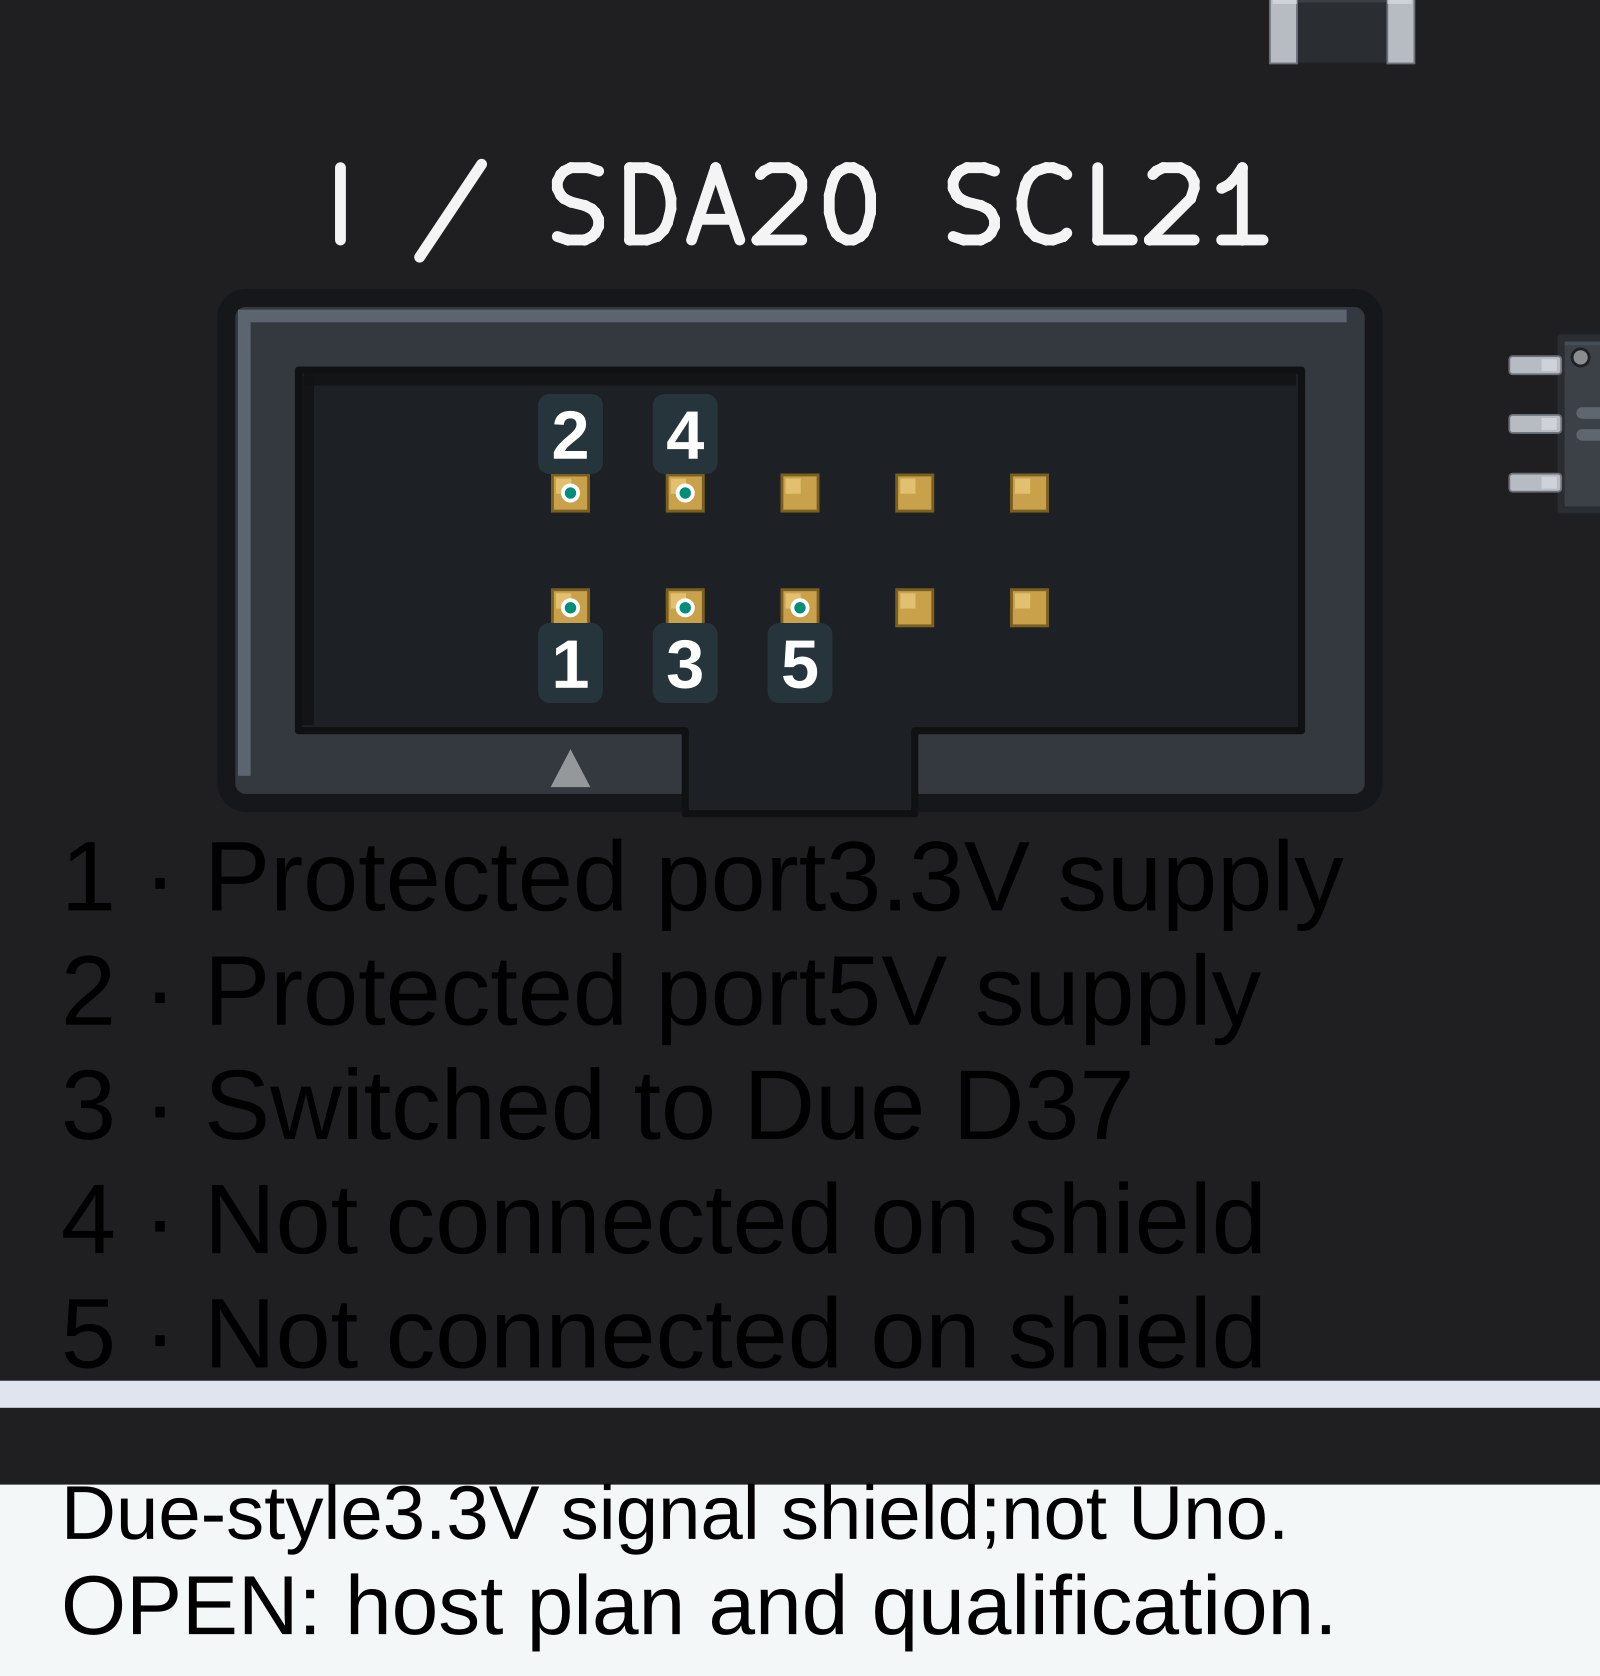 I / SDA20 SCL21
2 4
1 3 5
1 · Protected port3.3V supply
2 · Protected port5V supply
3 · Switched to Due D37
4 · Not connected on shield
5 · Not connected on shield
Due-style3.3V signal shield;not Uno.
OPEN: host plan and qualification.